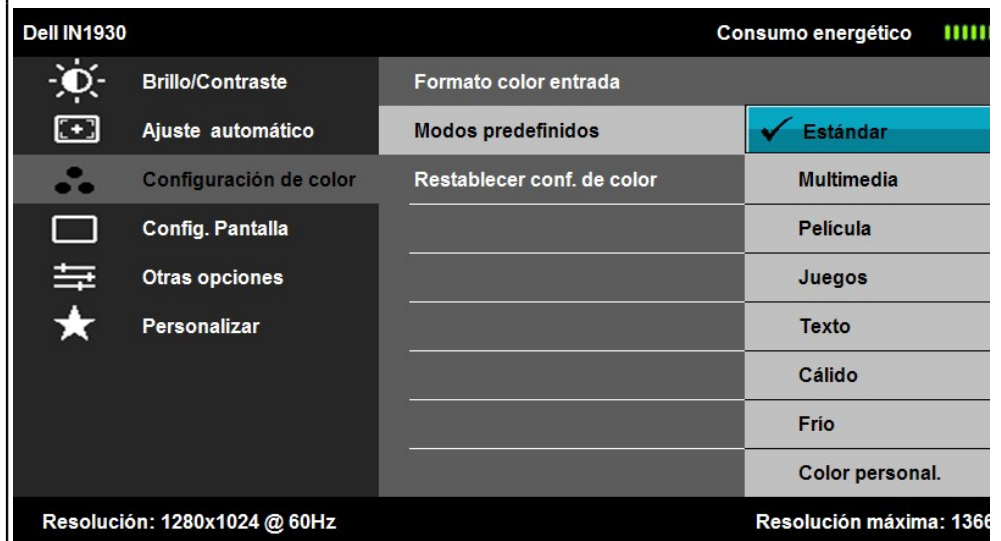 Dell IN1930 Consumo energético
Brillo/Contraste Formato color entrada
Ajuste automático Modos predefinidos Estándar
Configuración de color Restablecer conf. de color Multimedia
Config. Pantalla Película
Otras opciones Juegos
Personalizar Texto
Cálido
Frío
Color personal.
Resolución: 1280x1024 @ 60Hz Resolución máxima: 1366